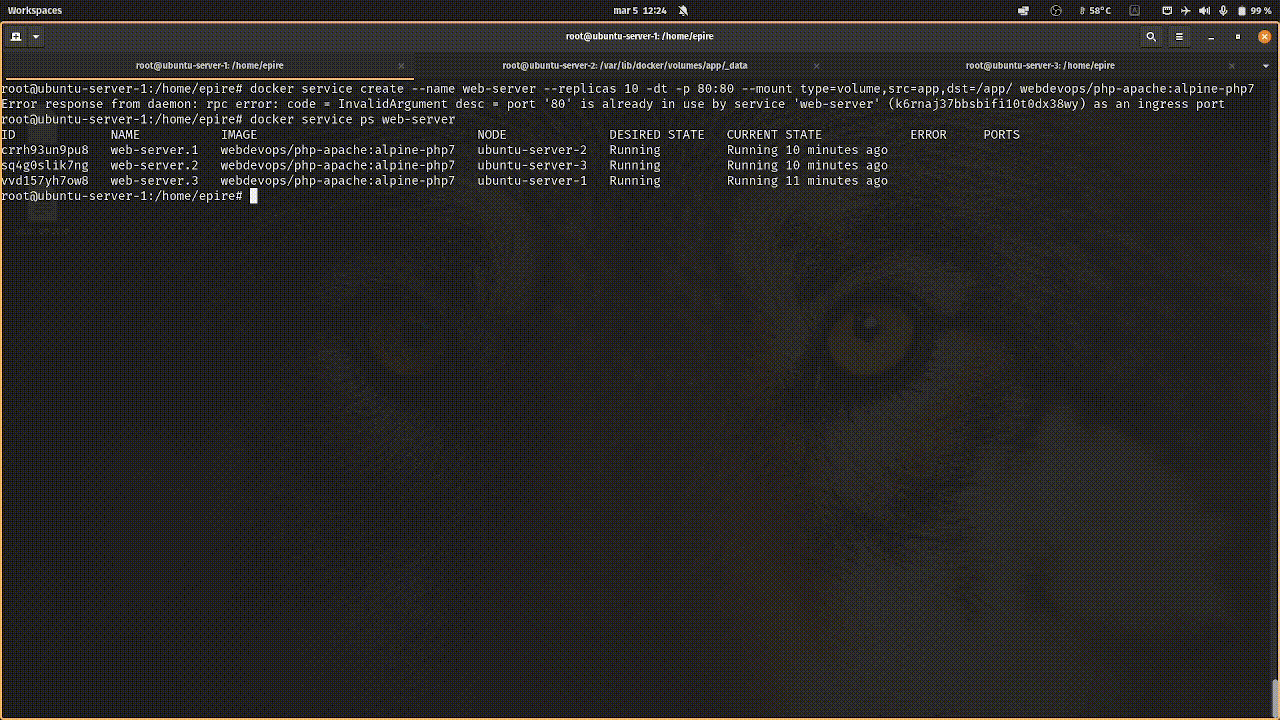 Workspaces
mar 5 12:24
58°C
99 %
root@ubuntu-server-1: /home/epire
root@ubuntu-server-1: /home/epire
root@ubuntu-server-2: /var/lib/docker/volumes/app/_data
root@ubuntu-server-3: /home/epire
root@ubuntu-server-1:/home/epire# docker service create --name web-server --replicas 10 -dt -p 80:80 --mount type=volume,src=app,dst=/app/ webdevops/php-apache:alpine-php7
Error response from daemon: rpc error: code = InvalidArgument desc = port '80' is already in use by service 'web-server' (k6rnaj37bbsbifi10t0dx38wy) as an ingress port
root@ubuntu-server-1:/home/epire# docker service ps web-server
ID NAME IMAGE NODE DESIRED STATE CURRENT STATE ERROR PORTS
crrh93un9pu8 web-server.1 webdevops/php-apache:alpine-php7 ubuntu-server-2 Running Running 10 minutes ago
sq4g0slik7ng web-server.2 webdevops/php-apache:alpine-php7 ubuntu-server-3 Running Running 10 minutes ago
vvd157yh7ow8 web-server.3 webdevops/php-apache:alpine-php7 ubuntu-server-1 Running Running 11 minutes ago
root@ubuntu-server-1:/home/epire#